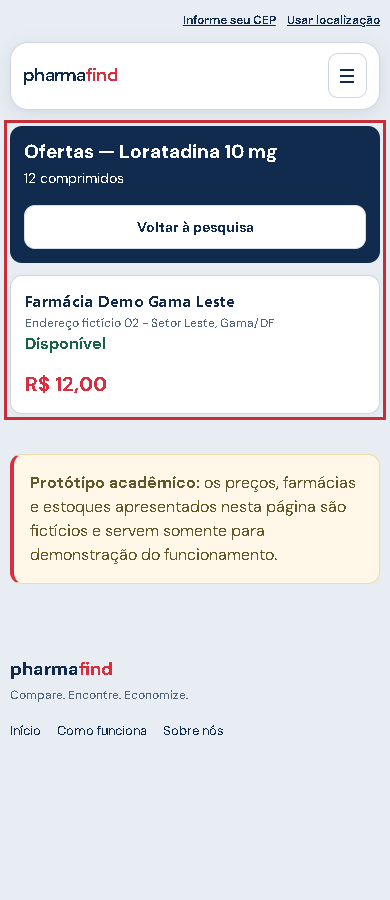 Informe seu CEP Usar localização
pharmafind
Ofertas — Loratadina 10 mg
12 comprimidos
Voltar à pesquisa
Farmácia Demo Gama Leste
Endereço fictício 02 - Setor Leste, Gama/DF
Disponível
R$ 12,00
Protótipo acadêmico: os preços, farmácias
e estoques apresentados nesta página são
fictícios e servem somente para
demonstração do funcionamento.
pharmafind
Compare. Encontre. Economize.
Início Como funciona Sobre nós